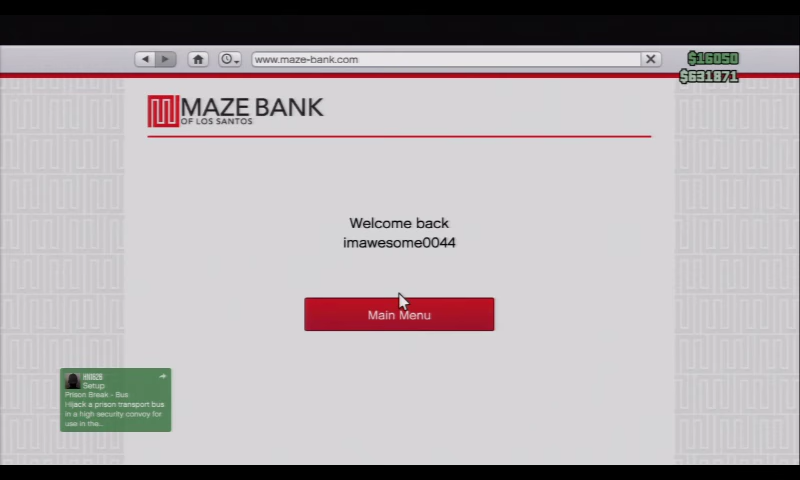 www.maze-bank.com
$16050
$631871
MAZE BANK
OF LOS SANTOS
Welcome back
imawesome0044
Main Menu
Setup
Prison Break - Bus
Hijack a prison transport bus
in a high security convoy for
use in the...